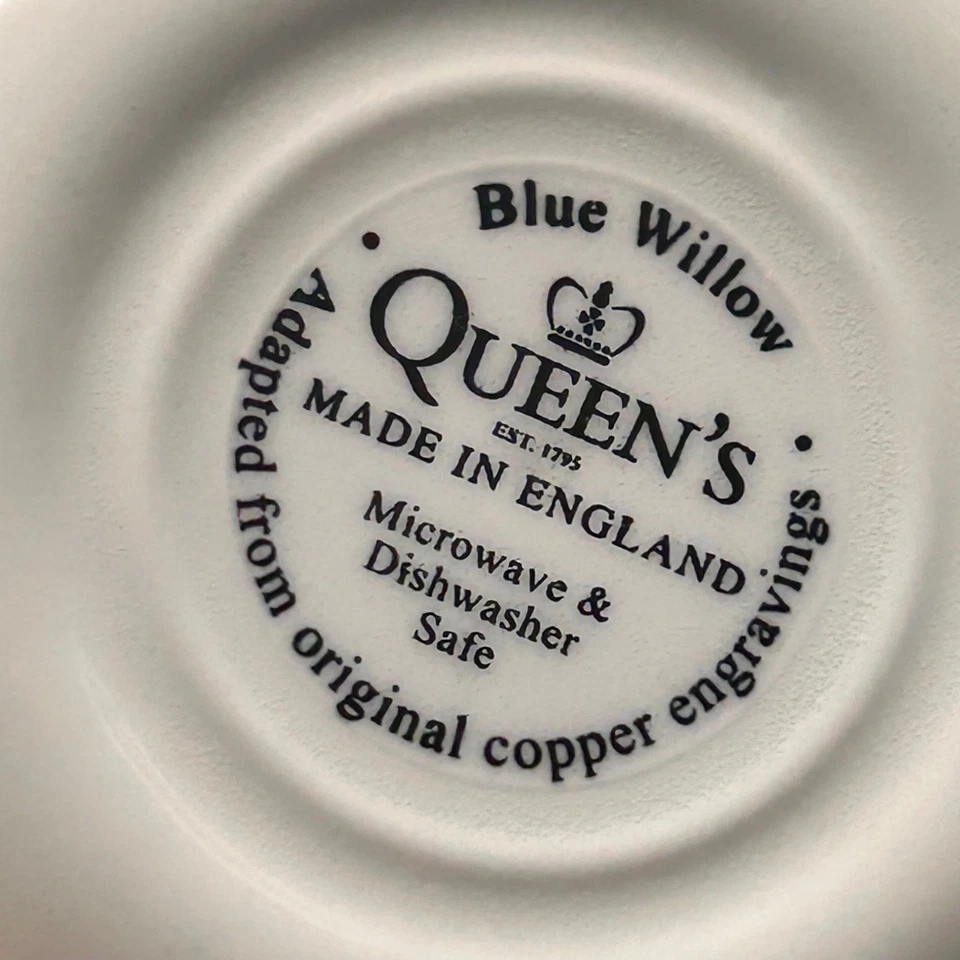 Blue Willow
QUEEN'S
EST. 1795
MADE IN ENGLAND
Microwave &
Dishwasher
Safe
• Adapted from original copper engravings •